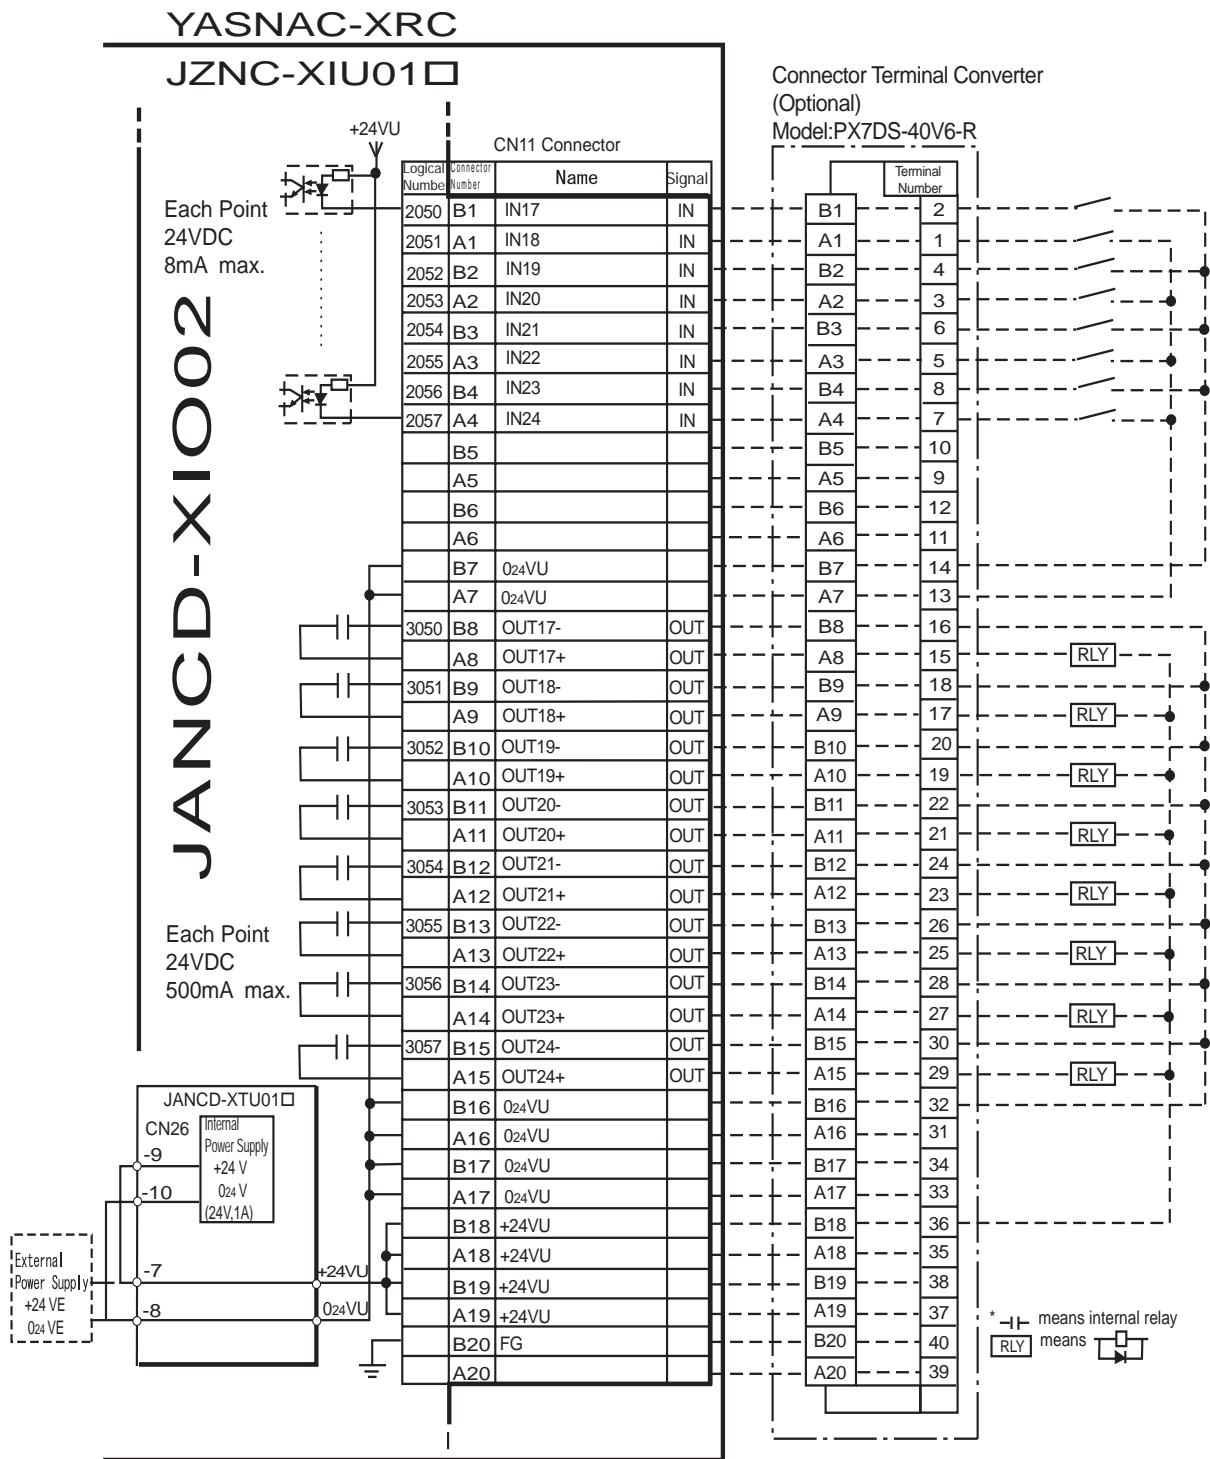 YASNAC-XRC
JZNC-XIU01□
Connector Terminal Converter
(Optional)
Model:PX7DS-40V6-R
+24VU
CN11 Connector
Logical Numbe Connector Number Name Signal
Terminal Number
Each Point
24VDC
8mA max.
JANCD-XIO02
2050 B1 IN17 IN B1 2
2051 A1 IN18 IN A1 1
2052 B2 IN19 IN B2 4
2053 A2 IN20 IN A2 3
2054 B3 IN21 IN B3 6
2055 A3 IN22 IN A3 5
2056 B4 IN23 IN B4 8
2057 A4 IN24 IN A4 7
B5 B5 10
A5 A5 9
B6 B6 12
A6 A6 11
B7 024VU B7 14
A7 024VU A7 13
3050 B8 OUT17- OUT B8 16
A8 OUT17+ OUT A8 15 RLY
3051 B9 OUT18- OUT B9 18
A9 OUT18+ OUT A9 17 RLY
3052 B10 OUT19- OUT B10 20
A10 OUT19+ OUT A10 19 RLY
3053 B11 OUT20- OUT B11 22
A11 OUT20+ OUT A11 21 RLY
3054 B12 OUT21- OUT B12 24
A12 OUT21+ OUT A12 23 RLY
3055 B13 OUT22- OUT B13 26
A13 OUT22+ OUT A13 25 RLY
3056 B14 OUT23- OUT B14 28
A14 OUT23+ OUT A14 27 RLY
3057 B15 OUT24- OUT B15 30
A15 OUT24+ OUT A15 29 RLY
B16 024VU B16 32
A16 024VU A16 31
B17 024VU B17 34
A17 024VU A17 33
B18 +24VU B18 36
A18 +24VU A18 35
B19 +24VU B19 38
A19 +24VU A19 37
B20 FG B20 40
A20 A20 39
Each Point
24VDC
500mA max.
JANCD-XTU01□
CN26
Internal
Power Supply
+24 V
024 V
(24V,1A)
-9
-10
-7
-8
+24VU
024VU
External
Power Supply
+24 VE
024 VE
* means internal relay
RLY means